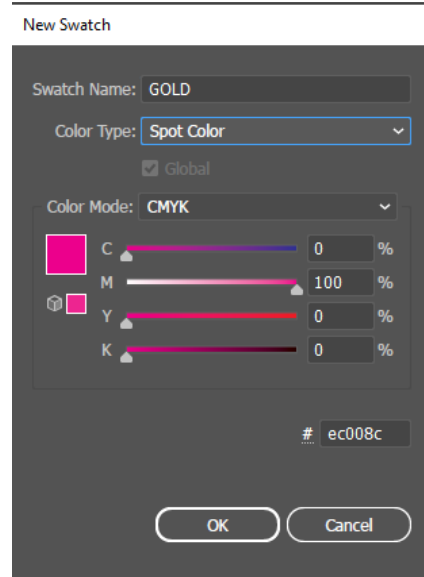 New Swatch
Swatch Name: GOLD
Color Type: Spot Color
Global
Color Mode: CMYK
C 0 %
M 100 %
Y 0 %
K 0 %
# ec008c
OK Cancel